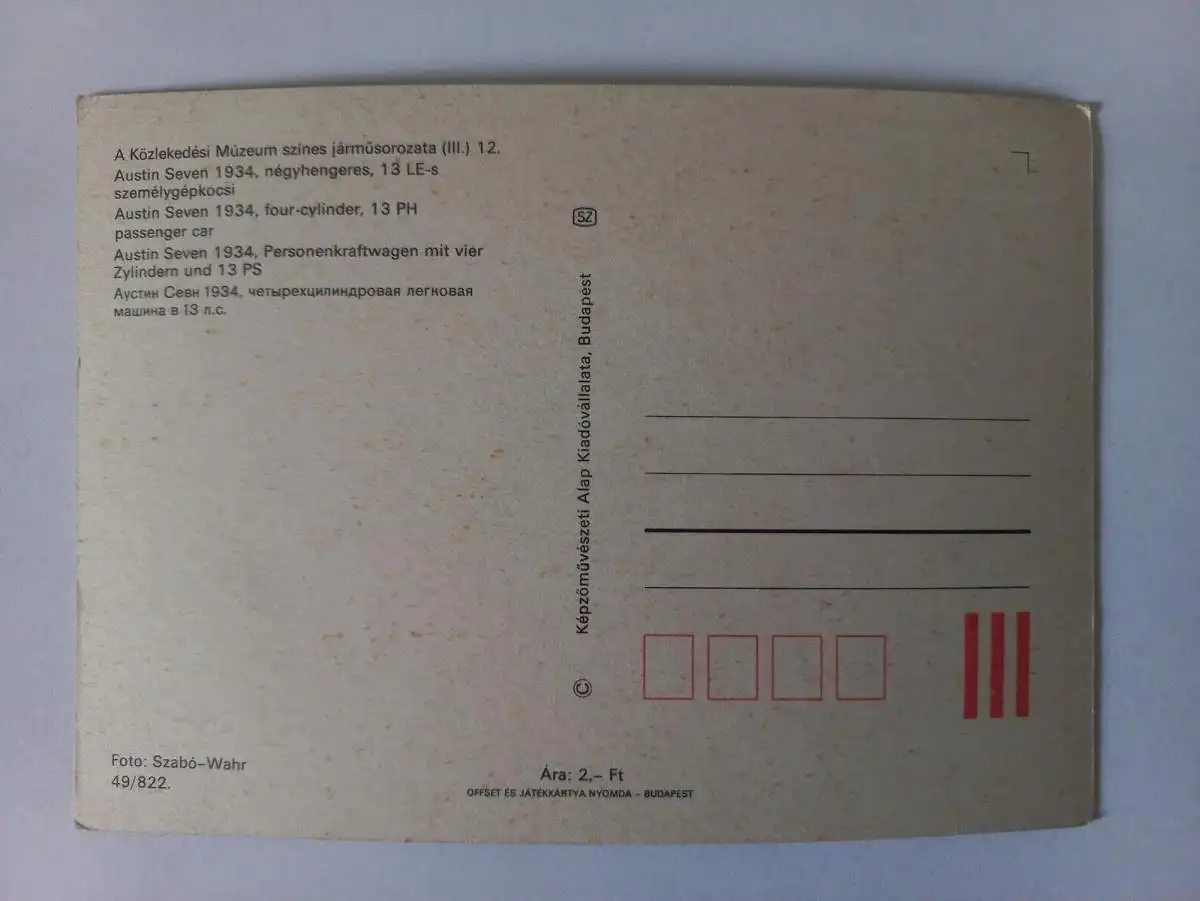 A Közlekedési Múzeum színes járműsorozata (III.) 12.
Austin Seven 1934, négyhengeres, 13 LE-s
személygépkocsi
Austin Seven 1934, four-cylinder, 13 PH
passenger car
Austin Seven 1934, Personenkraftwagen mit vier
Zylindern und 13 PS
Аустин Севн 1934, четырехцилиндровая легковая
машина в 13 л.с.
SZ
© Képzőművészeti Alap Kiadóvállalata, Budapest
Foto: Szabó-Wahr
49/822.
Ára: 2,– Ft
OFFSET ÉS JÁTÉKKÁRTYA NYOMDA – BUDAPEST